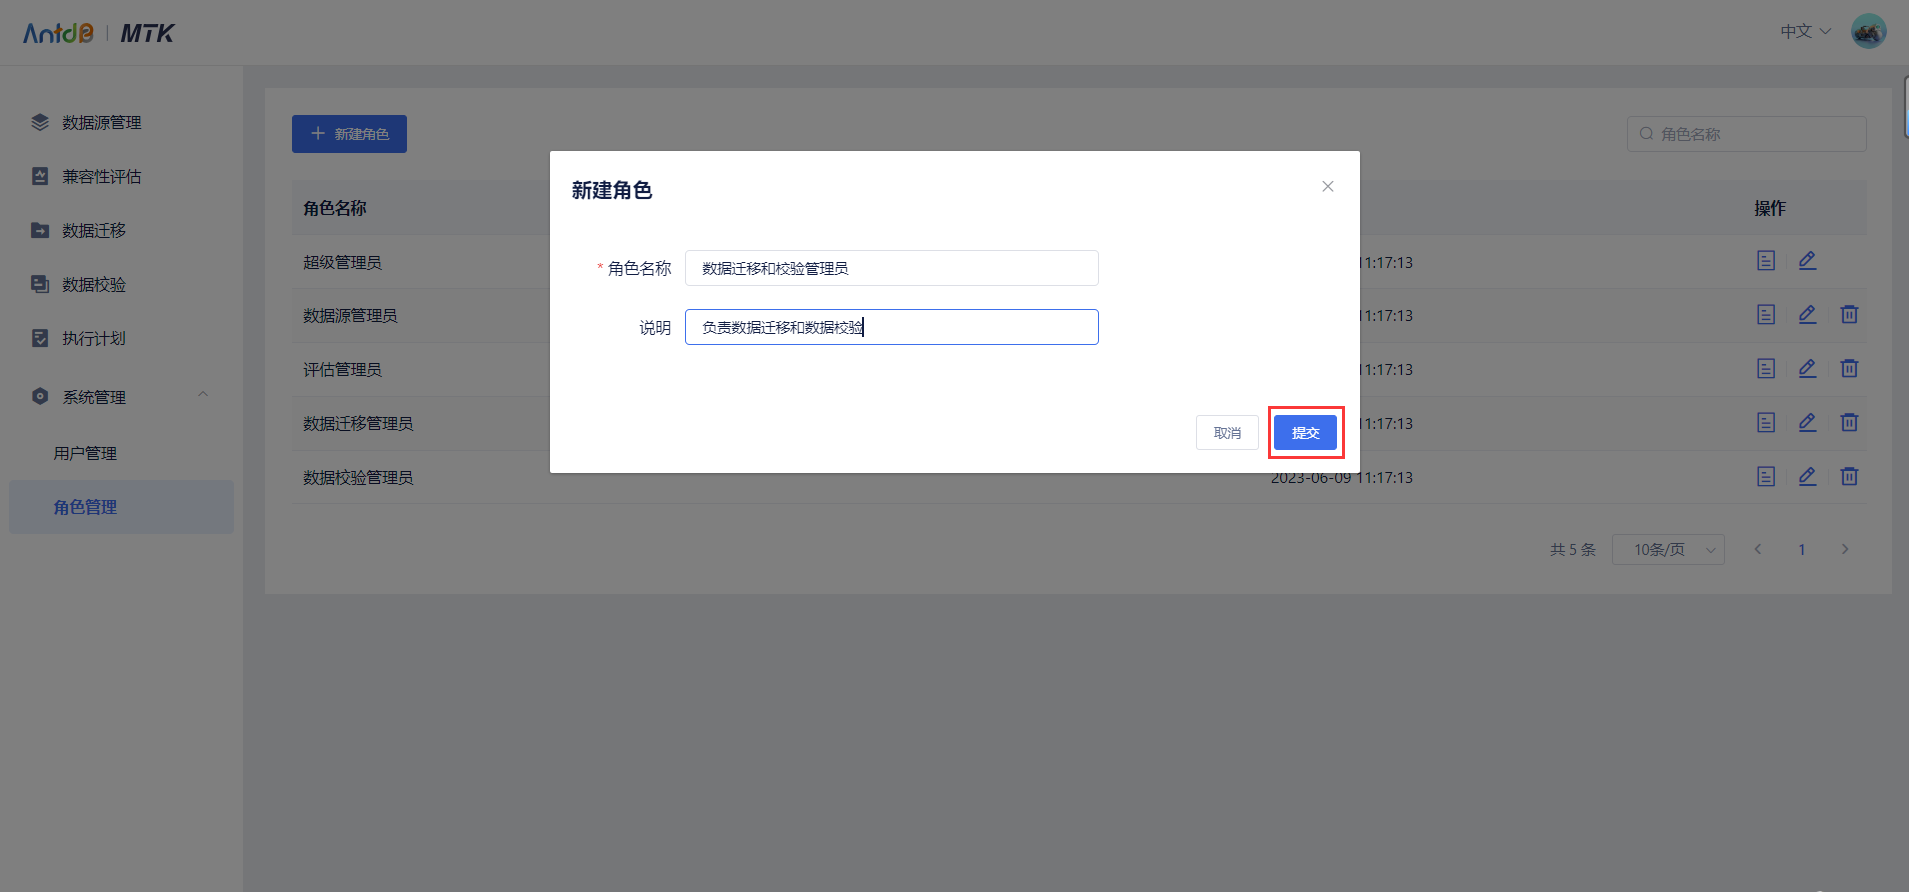 AntdB | MTK
中文
数据源管理
兼容性评估
数据迁移
数据校验
执行计划
系统管理
用户管理
角色管理
新建角色
角色名称
角色名称
操作
超级管理员
11:17:13
数据源管理员
11:17:13
评估管理员
11:17:13
数据迁移管理员
11:17:13
数据校验管理员
2023-06-09 11:17:13
共 5 条
10条/页
1
新建角色
* 角色名称
数据迁移和校验管理员
说明
负责数据迁移和数据校验
取消
提交